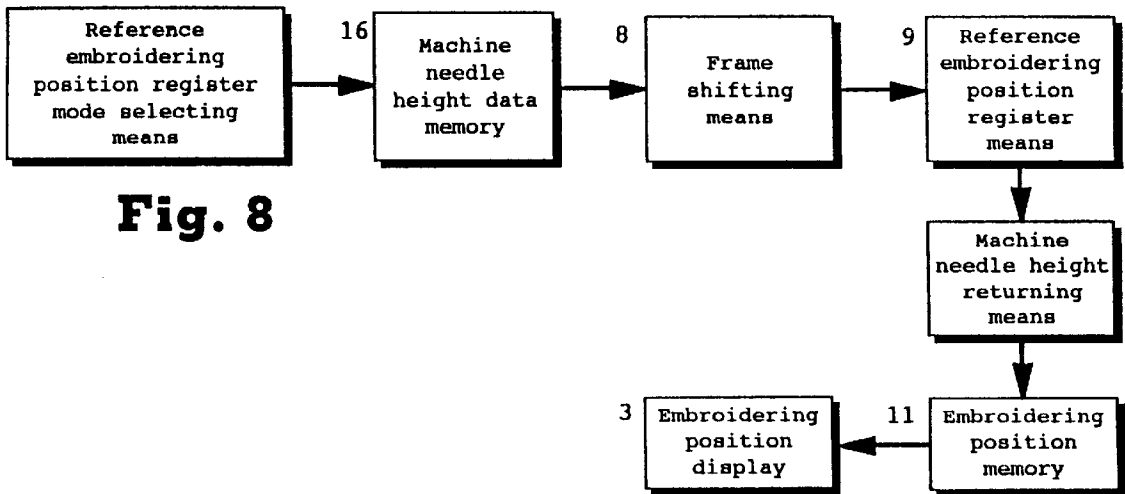 Reference
embroidering
position register
mode selecting
means
16
Machine
needle
height data
memory
8
Frame
shifting
means
9
Reference
embroidering
position
register
means
Fig. 8
Machine
needle height
returning
means
3
Embroidering
position
display
11
Embroidering
position
memory